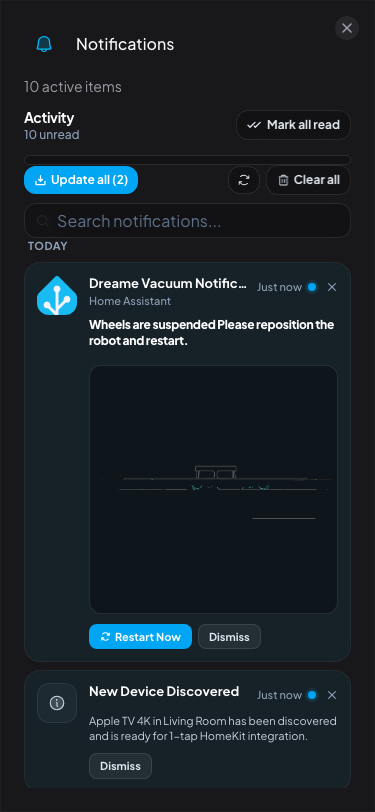 Notifications
10 active items
Activity
10 unread
Mark all read
Update all (2)
Clear all
Search notifications...
TODAY
Dreame Vacuum Notific...
Just now
Home Assistant
Wheels are suspended Please reposition the
robot and restart.
Restart Now
Dismiss
New Device Discovered
Just now
Apple TV 4K in Living Room has been discovered
and is ready for 1-tap HomeKit integration.
Dismiss